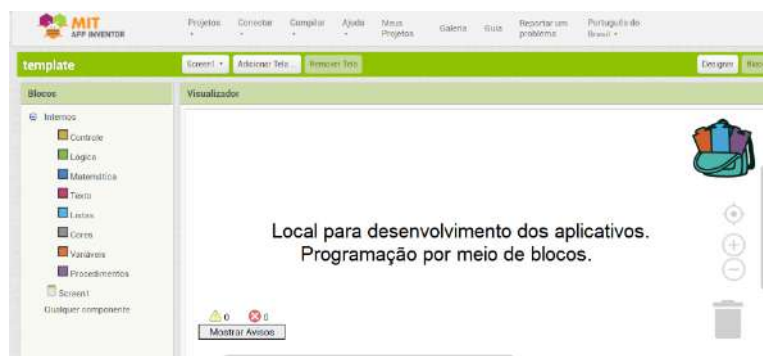 MIT
APP INVENTOR
Projetos Conectar Compilar Ajuda Meus Projetos Galeria Guia Reportar um problema Português do Brasil
template
Screen1 Adicionar Tela ... Remover Tela
Designer
Blocos
Visualizador
Internos
Controle
Lógica
Matemática
Texto
Listas
Cores
Variáveis
Procedimentos
Screen1
Qualquer componente
Local para desenvolvimento dos aplicativos.
Programação por meio de blocos.
0 0
Mostrar Avisos